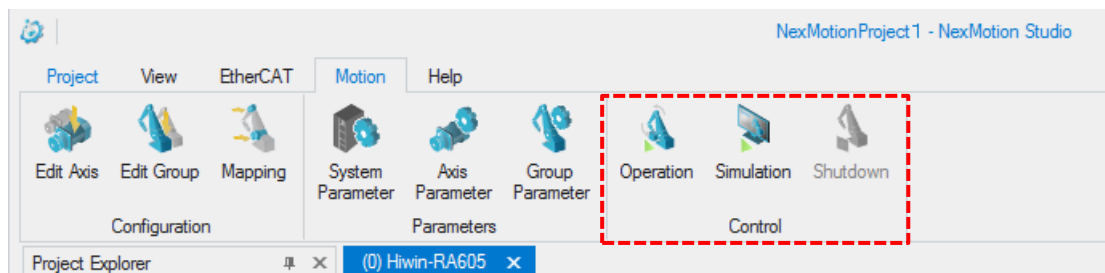 NexMotionProject1 - NexMotion Studio
Project View EtherCAT Motion Help
Edit Axis Edit Group Mapping System Parameter Axis Parameter Group Parameter Operation Simulation Shutdown
Configuration Parameters Control
Project Explorer (0) Hiwin-RA605